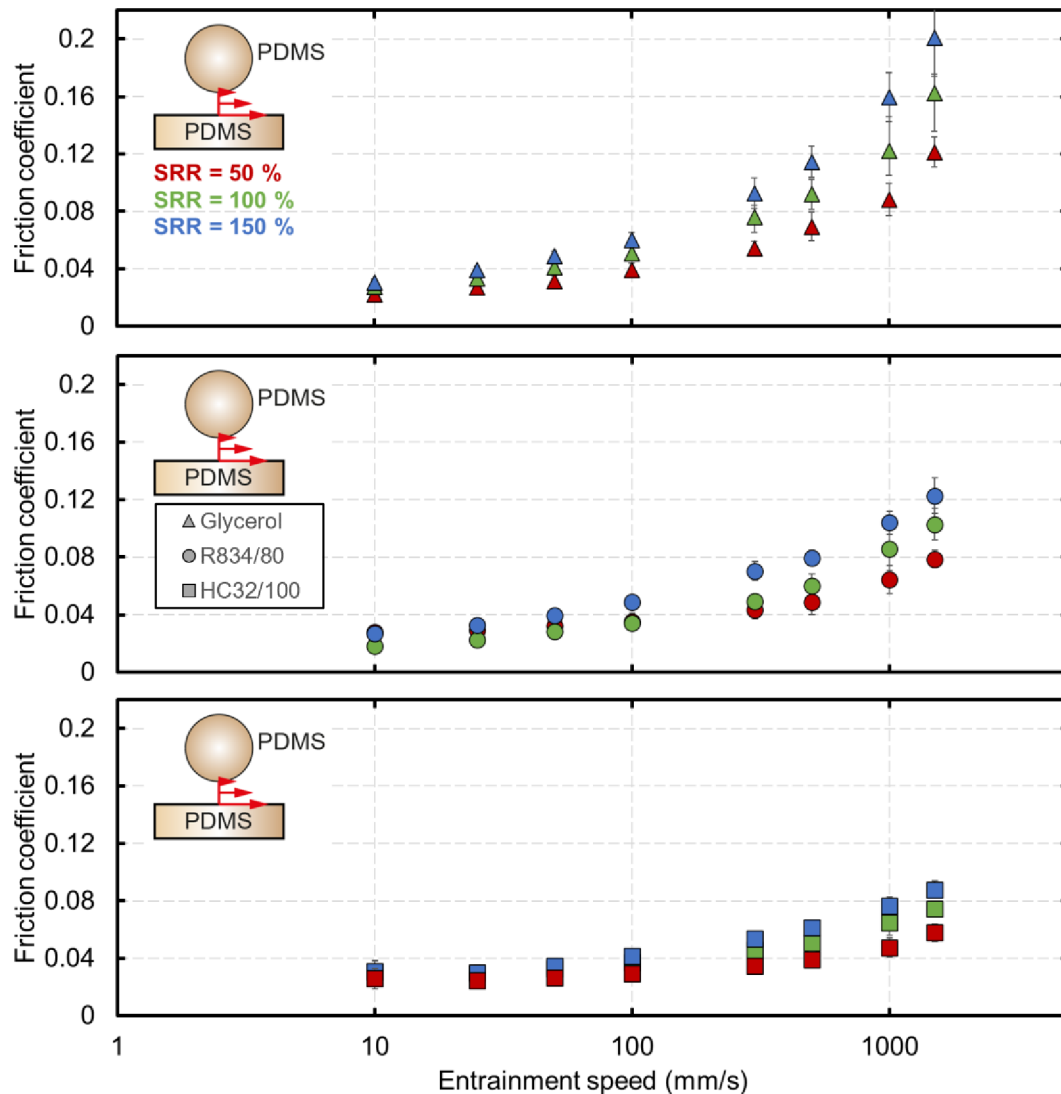 Friction coefficient
0.2
0.16
0.12
0.08
0.04
0
PDMS
PDMS
SRR = 50 %
SRR = 100 %
SRR = 150 %
Friction coefficient
0.2
0.16
0.12
0.08
0.04
0
PDMS
PDMS
Glycerol
R834/80
HC32/100
Friction coefficient
0.2
0.16
0.12
0.08
0.04
0
PDMS
PDMS
1 10 100 1000
Entrainment speed (mm/s)